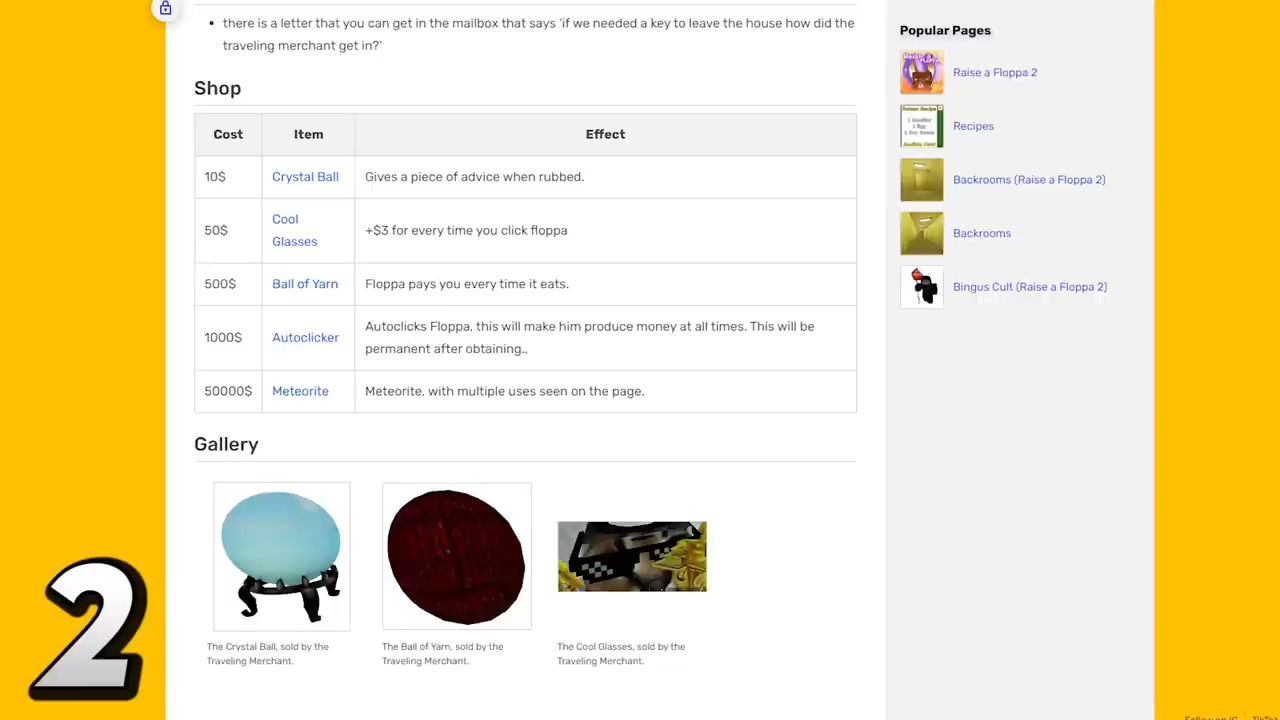 there is a letter that you can get in the mailbox that says 'if we needed a key to leave the house how did the
traveling merchant get in?'
Shop
Cost Item Effect
10$ Crystal Ball Gives a piece of advice when rubbed.
50$ Cool Glasses +$3 for every time you click floppa
500$ Ball of Yarn Floppa pays you every time it eats.
1000$ Autoclicker Autoclicks Floppa, this will make him produce money at all times. This will
be permanent after obtaining..
50000$ Meteorite Meteorite, with multiple uses seen on the page.
Gallery
The Crystal Ball, sold by the
Traveling Merchant.
The Ball of Yarn, sold by the
Traveling Merchant.
The Cool Glasses, sold by the
Traveling Merchant.
Popular Pages
Raise a Floppa 2
Recipes
Backrooms (Raise a Floppa 2)
Backrooms
Bingus Cult (Raise a Floppa 2)
2